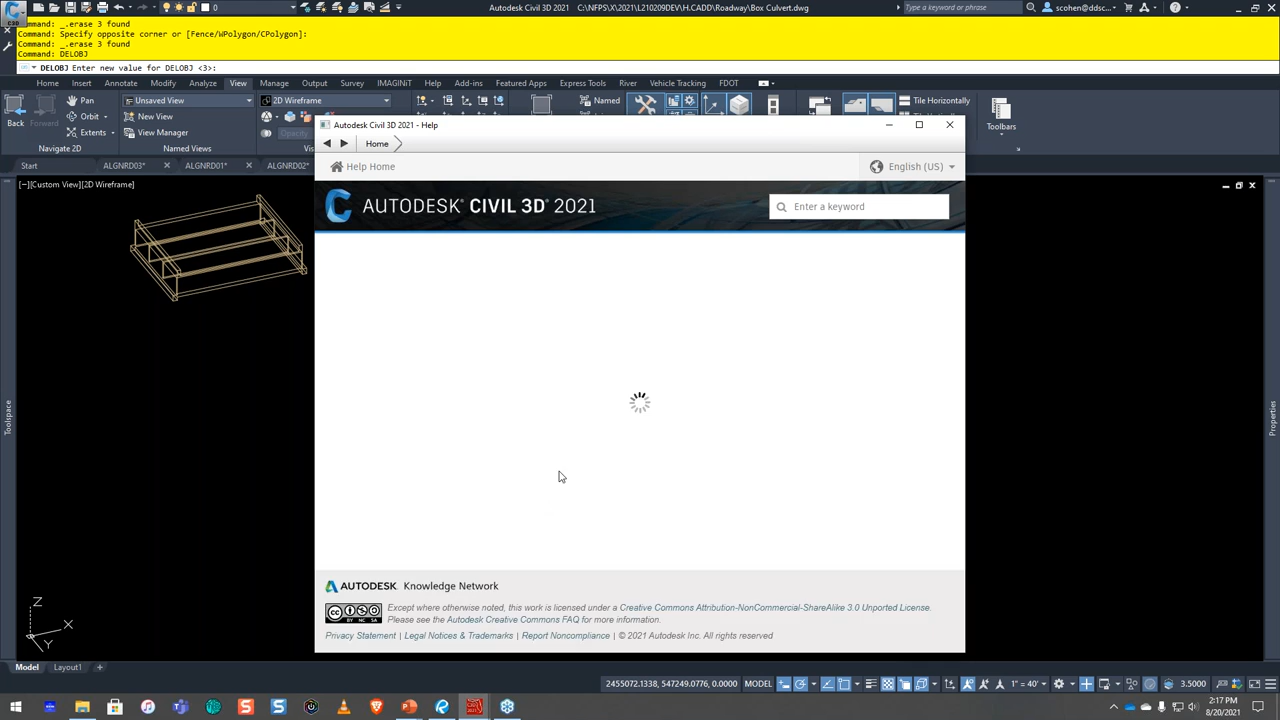 Autodesk Civil 3D 2021 C:\NFPS\X\2021\L210209DEV\H.CADD\Roadway\Box Culvert.dwg
Type a keyword or phrase
scohen@ddsc...
0
C3D
Command: _.erase 3 found
Command: Specify opposite corner or [Fence/WPolygon/CPolygon]:
Command: _.erase 3 found
Command: DELOBJ
DELOBJ Enter new value for DELOBJ <3>:
Home Insert Annotate Modify Analyze View Manage Output Survey IMAGINiT Help Add-ins Featured Apps Express Tools River Vehicle Tracking FDOT
Back
Forward
Pan
Orbit
Extents
Navigate 2D
Unsaved View
New View
View Manager
Named Views
2D Wireframe
Opacity
Named
Tile Horizontally
Toolbars
Start ALGNRD03* ALGNRD01* ALGNRD02*
[−][Custom View][2D Wireframe]
Autodesk Civil 3D 2021 - Help
Home
Help Home
English (US)
AUTODESK® CIVIL 3D® 2021
Enter a keyword
AUTODESK. Knowledge Network
Except where otherwise noted, this work is licensed under a Creative Commons Attribution-NonCommercial-ShareAlike 3.0 Unported License.
Please see the Autodesk Creative Commons FAQ for more information.
Privacy Statement | Legal Notices & Trademarks | Report Noncompliance | © 2021 Autodesk Inc. All rights reserved
Toolspace
Properties
Z
X
Y
Model Layout1 +
2455072.1338, 547249.0776, 0.0000 MODEL 1" = 40' 3.5000
2:17 PM
8/20/2021